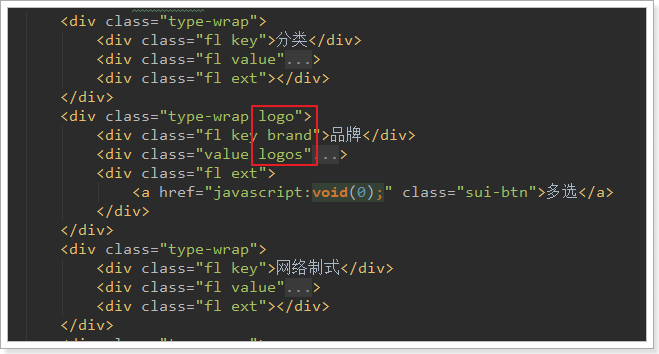 <div class="type-wrap">
<div class="fl key">分类</div>
<div class="fl value"...>
<div class="fl ext"></div>
</div>
<div class="type-wrap logo">
<div class="fl key brand">品牌</div>
<div class="value logos"...>
<div class="fl ext">
<a href="javascript:void(0);" class="sui-btn">多选</a>
</div>
</div>
<div class="type-wrap">
<div class="fl key">网络制式</div>
<div class="fl value"...>
<div class="fl ext"></div>
</div>